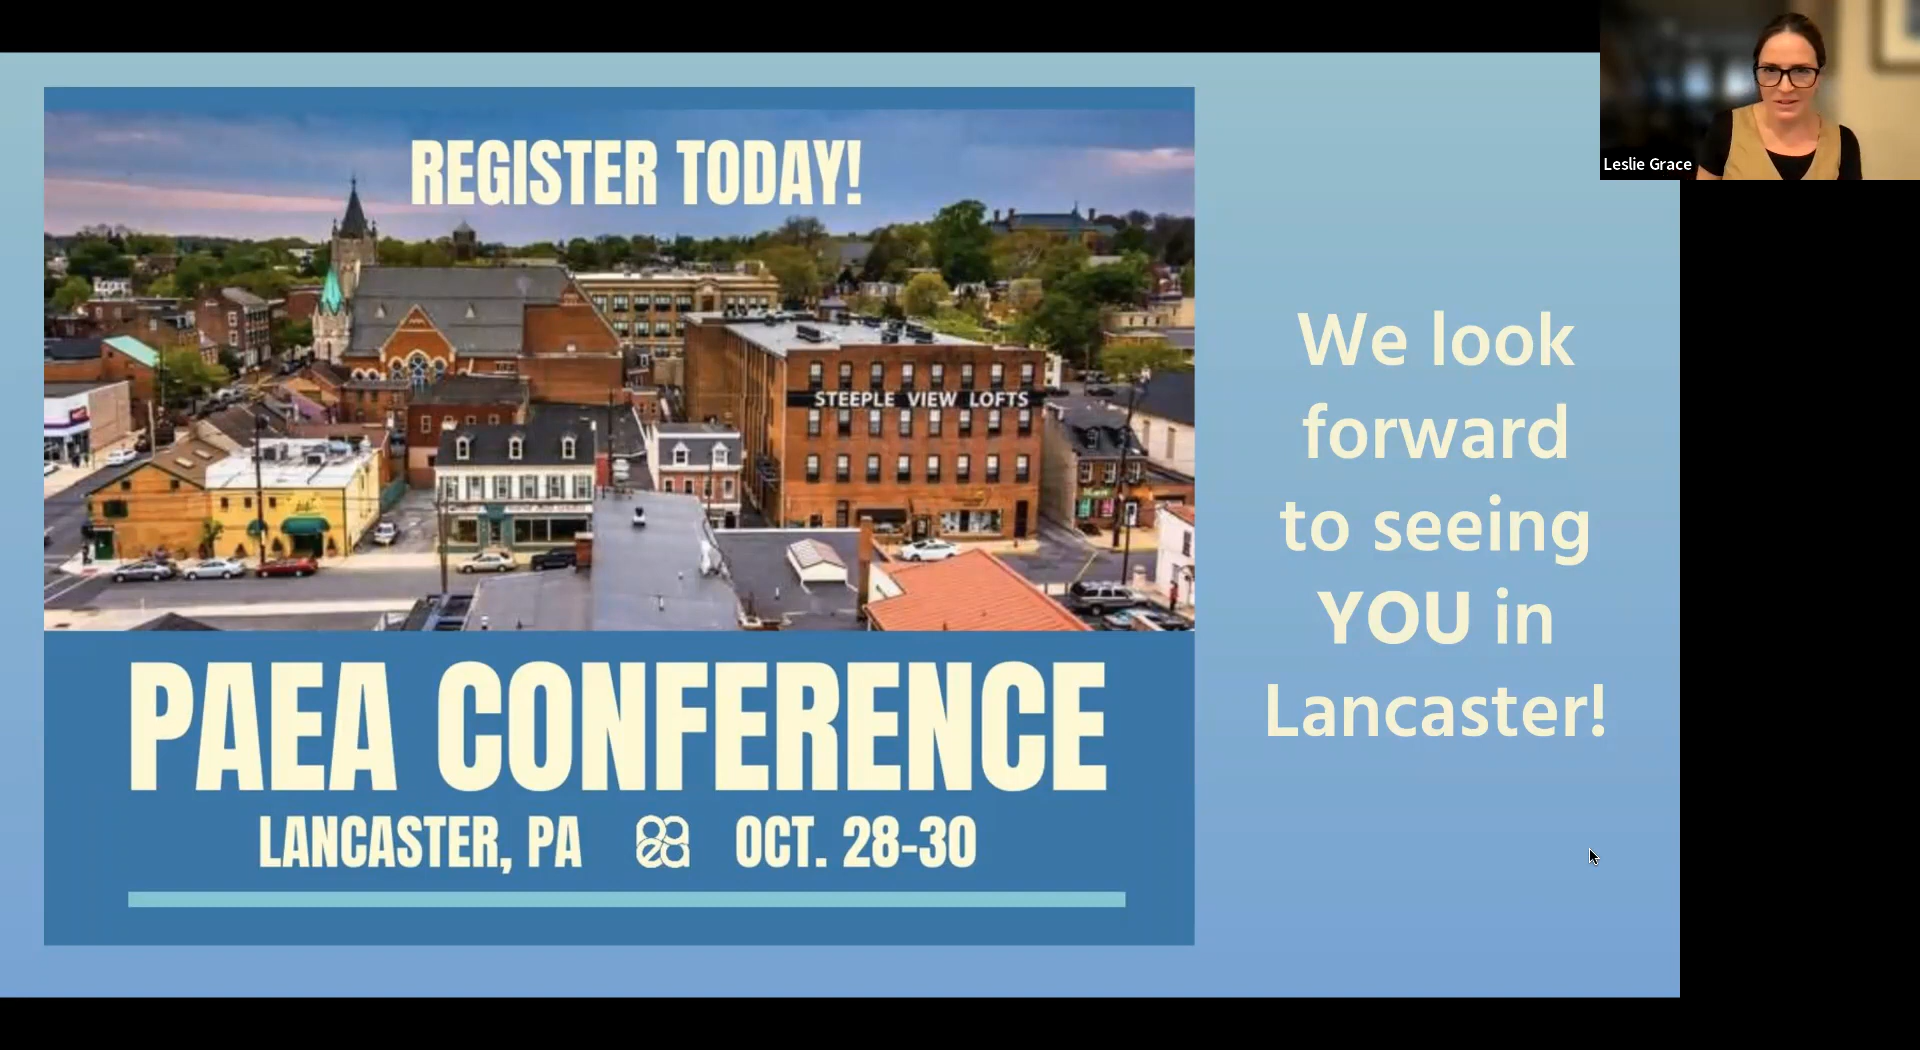 REGISTER TODAY!
STEEPLE VIEW LOFTS
PAEA CONFERENCE
LANCASTER, PA paea OCT. 28-30
We look
forward
to seeing
YOU in
Lancaster!
Leslie Grace